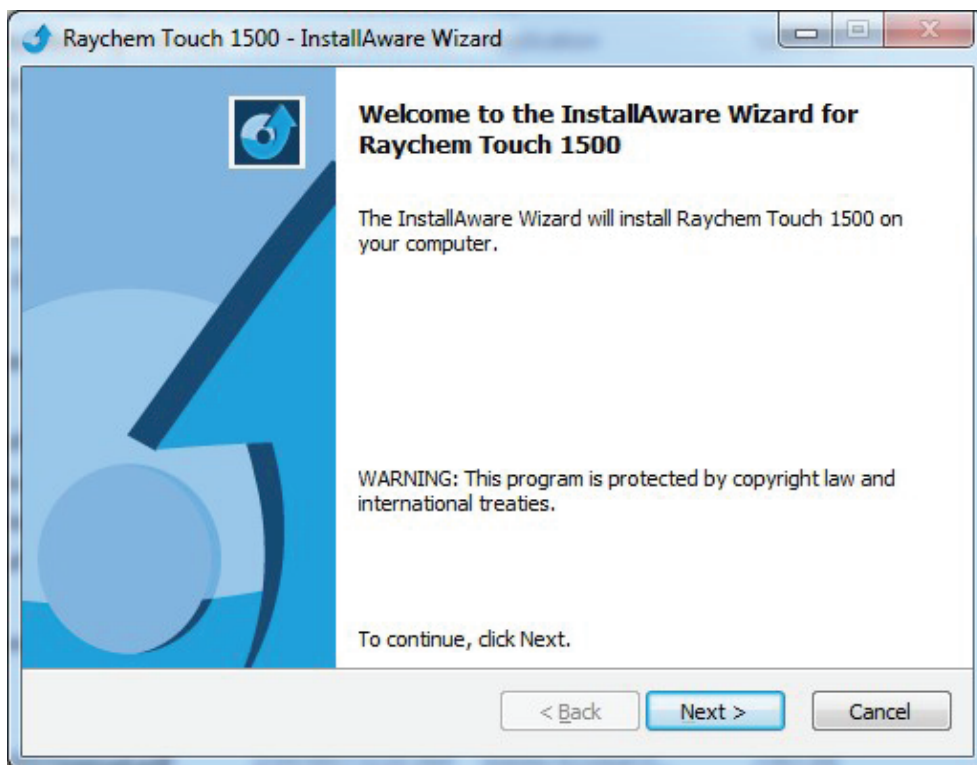 Raychem Touch 1500 - InstallAware Wizard
Welcome to the InstallAware Wizard for
Raychem Touch 1500
The InstallAware Wizard will install Raychem Touch 1500 on
your computer.
WARNING: This program is protected by copyright law and
international treaties.
To continue, click Next.
< Back Next > Cancel